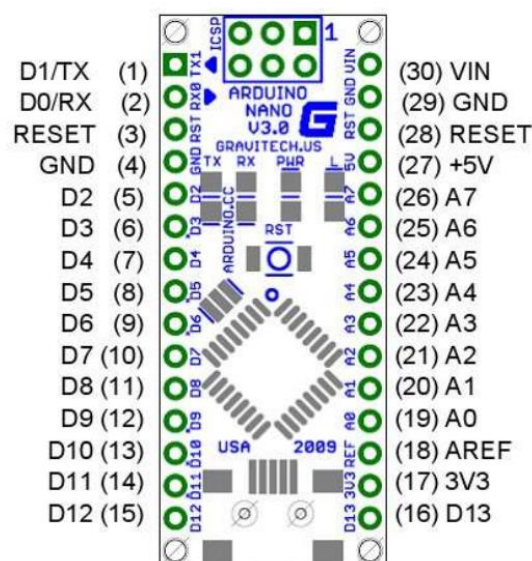 ICSP
1
D1/TX (1) TX1 VIN (30) VIN
D0/RX (2) RX0 ARDUINO GND (29) GND
NANO
RESET (3) RST V3.0 G RST (28) RESET
GRAVITECH.US
GND (4) GND TX RX PWR L 5V (27) +5V
D2 (5) D2 A7 (26) A7
D3 (6) D3 ARDUINO.CC RST A6 (25) A6
D4 (7) D4 A5 (24) A5
D5 (8) D5 A4 (23) A4
D6 (9) D6 A3 (22) A3
D7 (10) D7 A2 (21) A2
D8 (11) D8 A1 (20) A1
D9 (12) D9 A0 (19) A0
D10 (13) D10 USA 2009 REF (18) AREF
D11 (14) D11 3V3 (17) 3V3
D12 (15) D12 D13 (16) D13